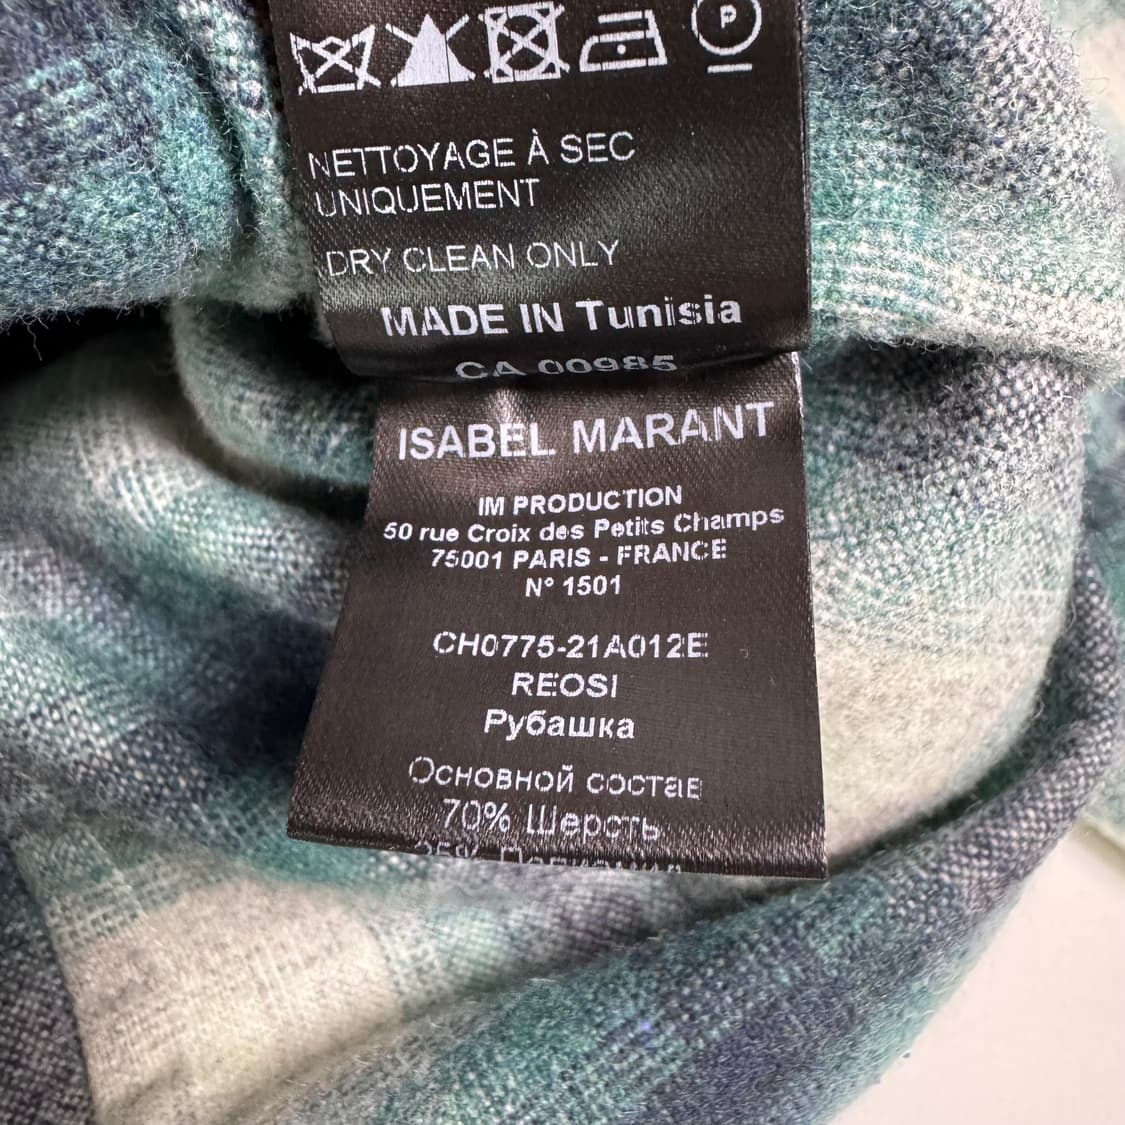 P
NETTOYAGE À SEC
UNIQUEMENT
DRY CLEAN ONLY
MADE IN Tunisia
CA 00985
ISABEL MARANT
IM PRODUCTION
50 rue Croix des Petits Champs
75001 PARIS - FRANCE
N° 1501
CH0775-21A012E
REOSI
Рубашка
Основной состав
70% Шерсть